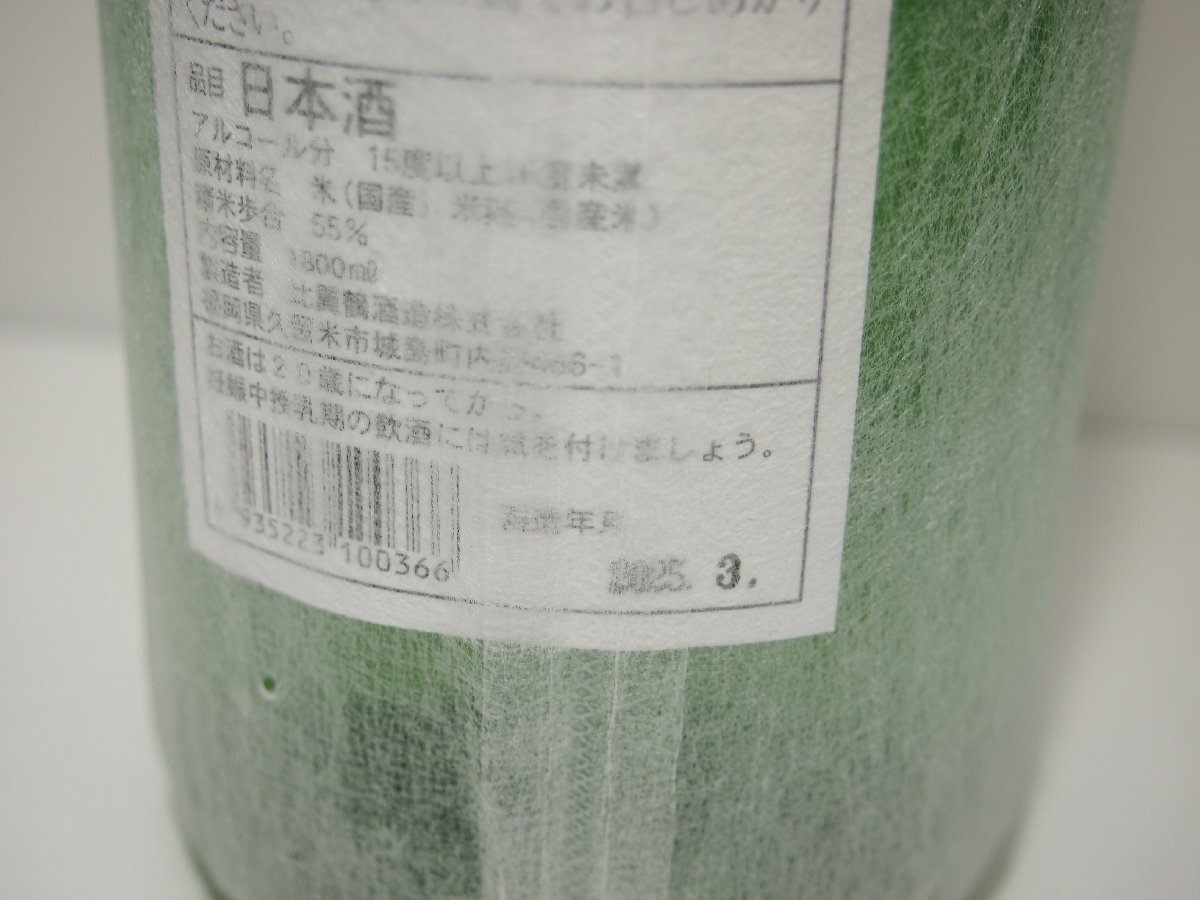 ください。
品目 日本酒
アルコール分 15度以上 度未満
原材料名 米(国産)、米麹(国産米)
精米歩合 55%
内容量 1800mℓ
製造者 比翼鶴酒造株式会社
福岡県久留米市城島町内野466-1
お酒は20歳になってから。
妊娠中授乳期の飲酒には気を付けましょう。
935223 100366
製造年月
2025. 3.